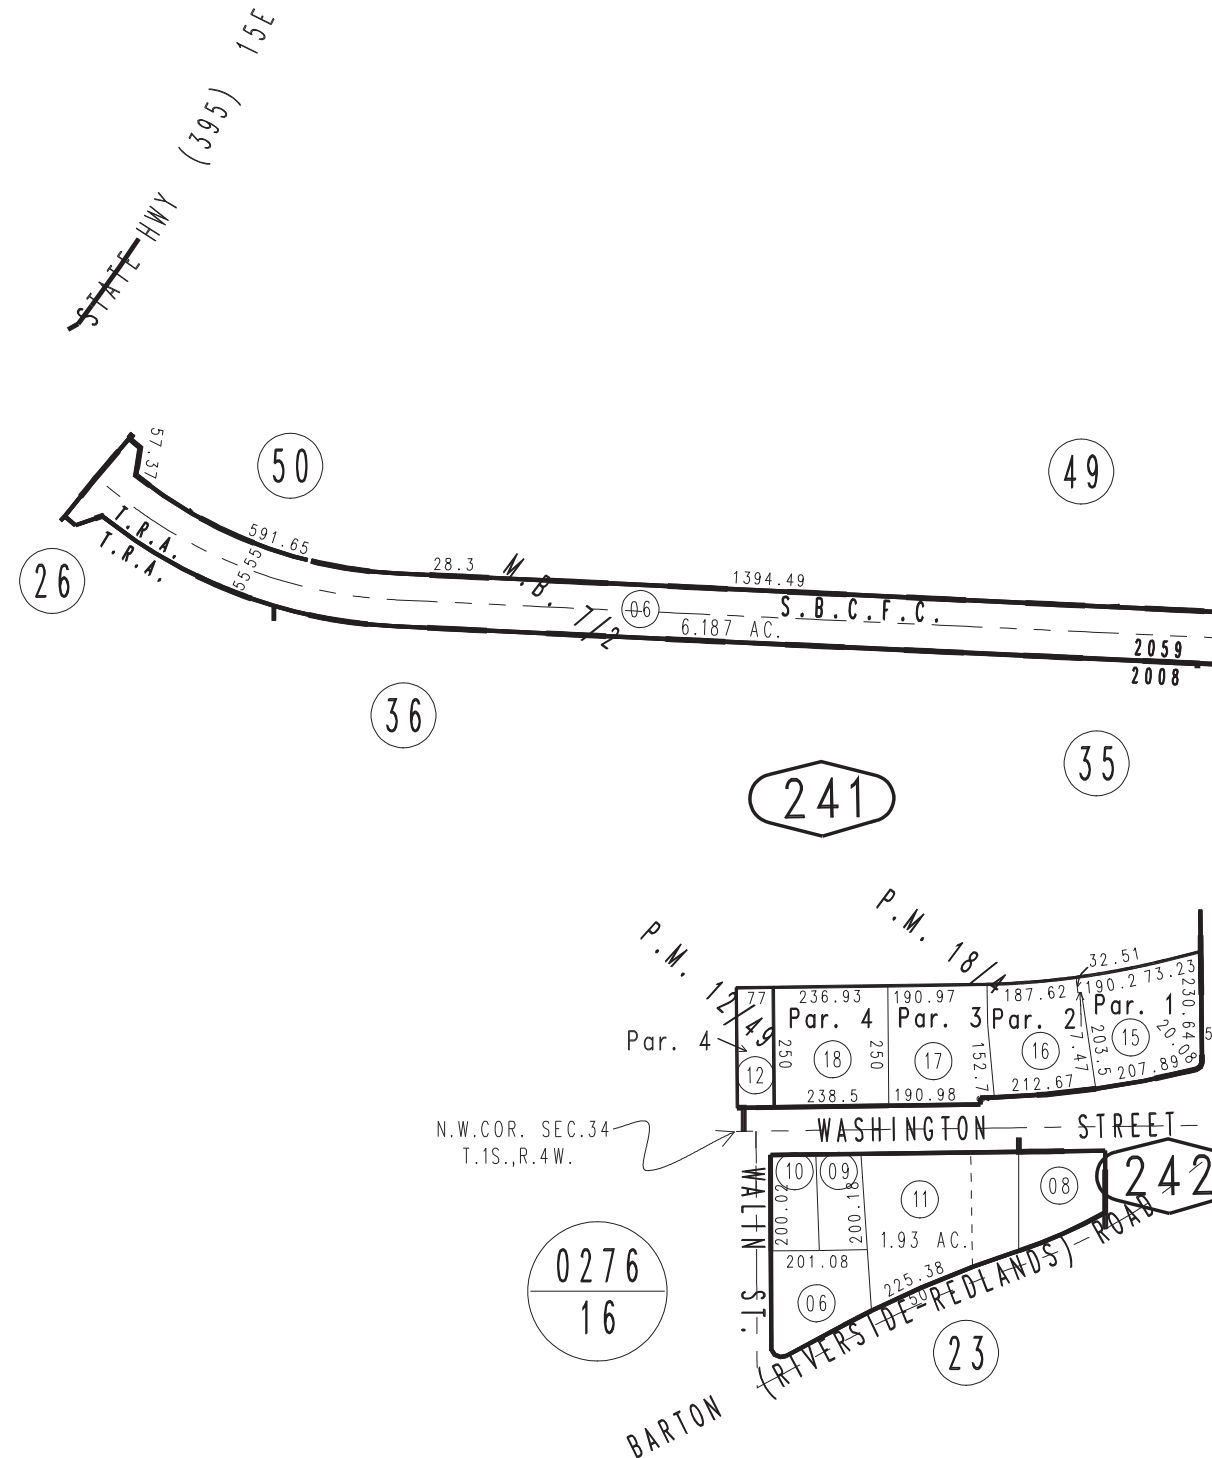 STATE HWY (395) 15E
57.37
50
49
591.65
T.R.A.
T.R.A.
55.55
26
28.3
M.B. 7/2
1394.49
06
S.B.C.F.C.
6.187 AC.
2059
2008
36
35
241
P.M. 12/49
P.M. 18/4
32.51
77
236.93
190.97
187.62
190.2
73.23
Par. 4
Par. 3
Par. 2
Par. 1
230.64
Par. 4
250
18
250
17
152.7
16
7.47
203.5
15
20.08
5
12
238.5
190.98
212.67
207.89
N.W.COR. SEC.34
T.1S.,R.4W.
WASHINGTON STREET
WALIN ST.
10
09
11
08
242
200.02
200.18
1.93 AC.
201.08
225.38
50
06
0276
16
23
BARTON (RIVERSIDE-REDLANDS) ROAD